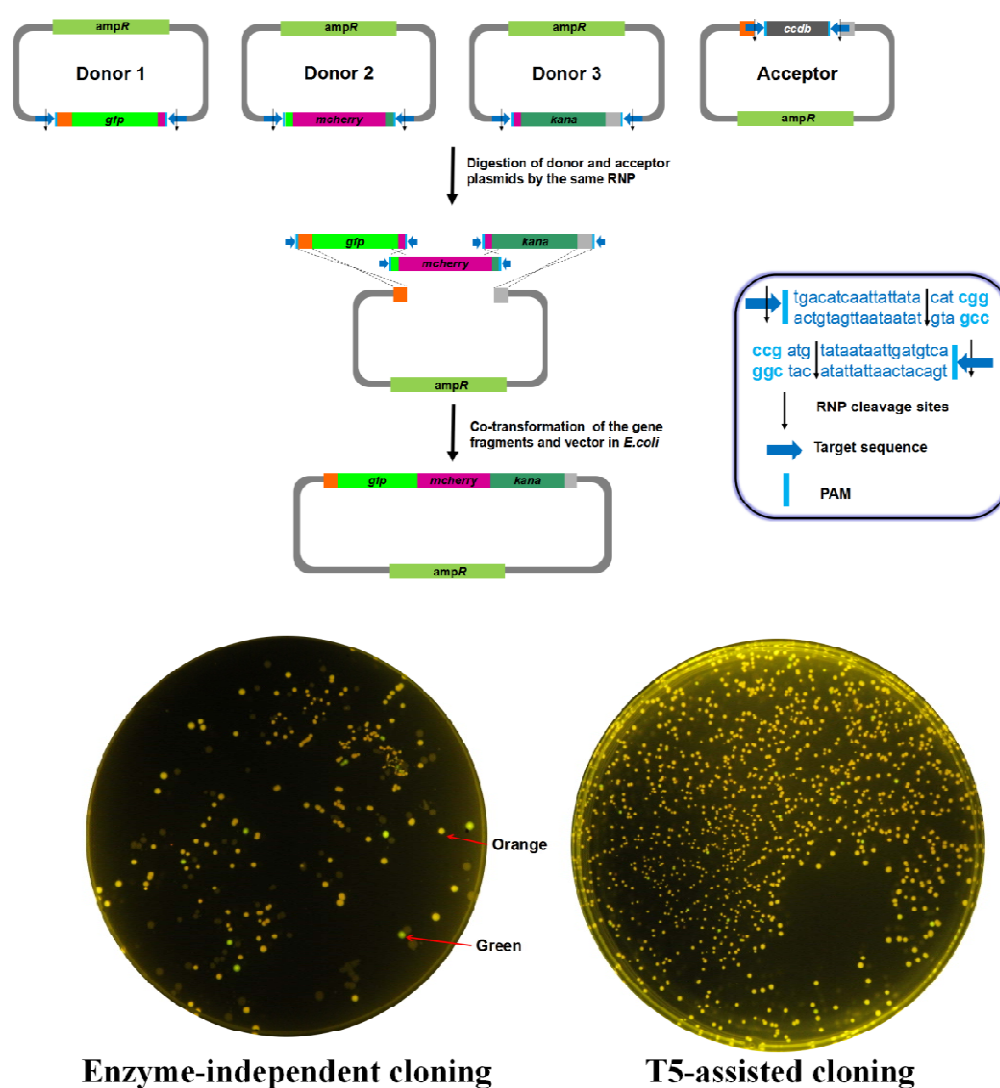 ampR
ampR
ampR
ccdb
Donor 1
Donor 2
Donor 3
Acceptor
gfp
mcherry
kana
ampR
Digestion of donor and acceptor
plasmids by the same RNP
gfp
kana
mcherry
ampR
tgacatcaattattata cat cgg
actgtagttaataatat gta gcc
ccg atg tataataattgatgtca
ggc tac atattattaactacagt
RNP cleavage sites
Target sequence
PAM
Co-transformation of the gene
fragments and vector in E.coli
gfp
mcherry
kana
ampR
Orange
Green
Enzyme-independent cloning
T5-assisted cloning